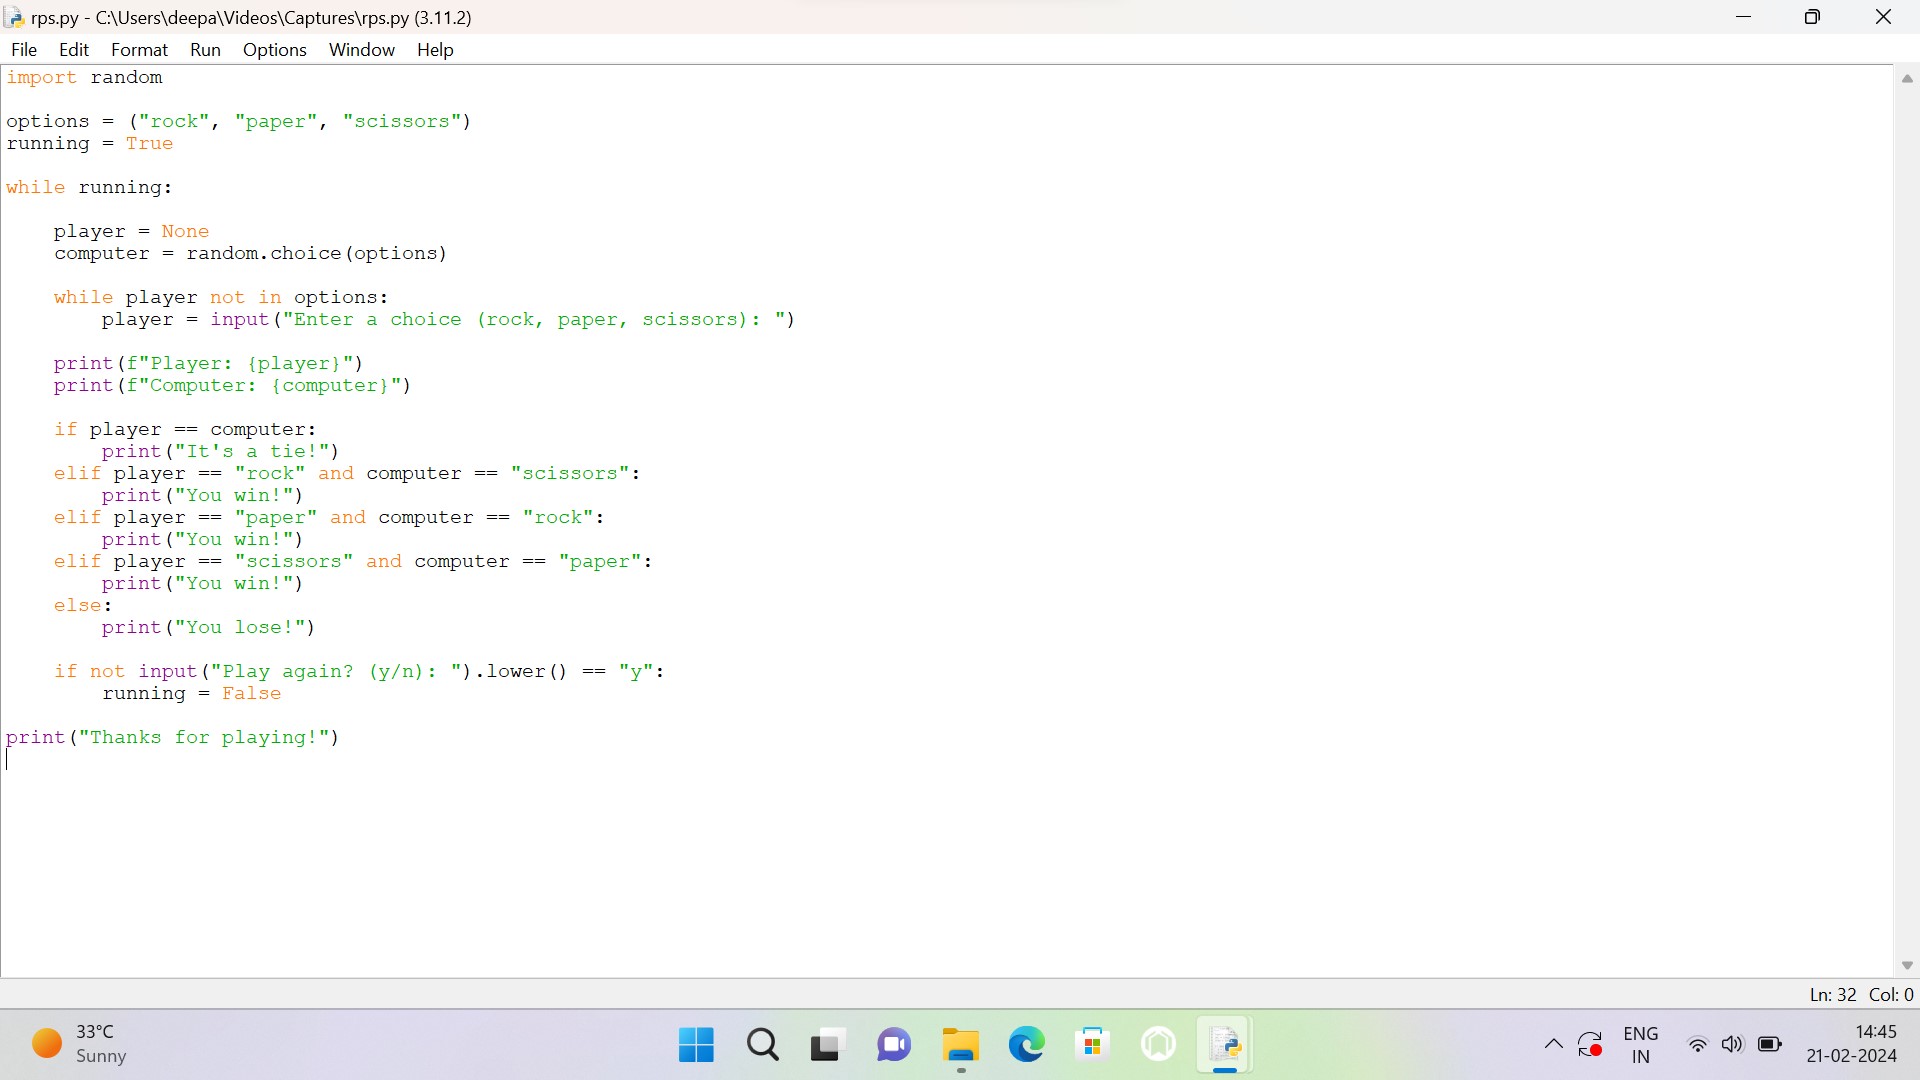 rps.py - C:\Users\deepa\Videos\Captures\rps.py (3.11.2)
File Edit Format Run Options Window Help
import random
options = ("rock", "paper", "scissors")
running = True
while running:
    player = None
    computer = random.choice(options)
    while player not in options:
        player = input("Enter a choice (rock, paper, scissors): ")
    print(f"Player: {player}")
    print(f"Computer: {computer}")
    if player == computer:
        print("It's a tie!")
    elif player == "rock" and computer == "scissors":
        print("You win!")
    elif player == "paper" and computer == "rock":
        print("You win!")
    elif player == "scissors" and computer == "paper":
        print("You win!")
    else:
        print("You lose!")
    if not input("Play again? (y/n): ").lower() == "y":
        running = False
print("Thanks for playing!")
Ln: 32 Col: 0
33°C
Sunny
ENG
IN
14:45
21-02-2024